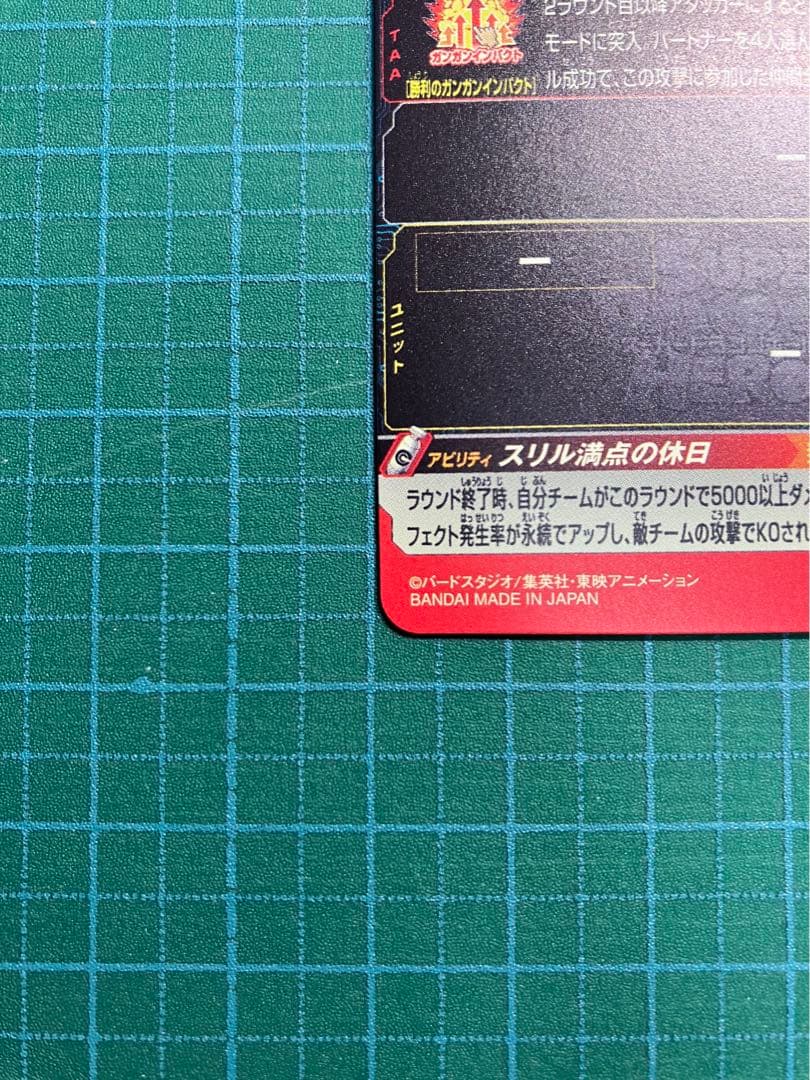 2ラウンド目以降アタッカーにすると
モードに突入
パートナーを4人選
T A A
ガンガンインパクト
[勝利のガンガンインパクト]
ル成功で、この攻撃に参加した仲間
ー
ー
ユニット
ー
アビリティ スリル満点の休日
ラウンド終了時、自分チームがこのラウンドで5000以上ダメ
フェクト発生率が永続でアップし、敵チームの攻撃でKOされ
©バードスタジオ/集英社・東映アニメーション
BANDAI MADE IN JAPAN